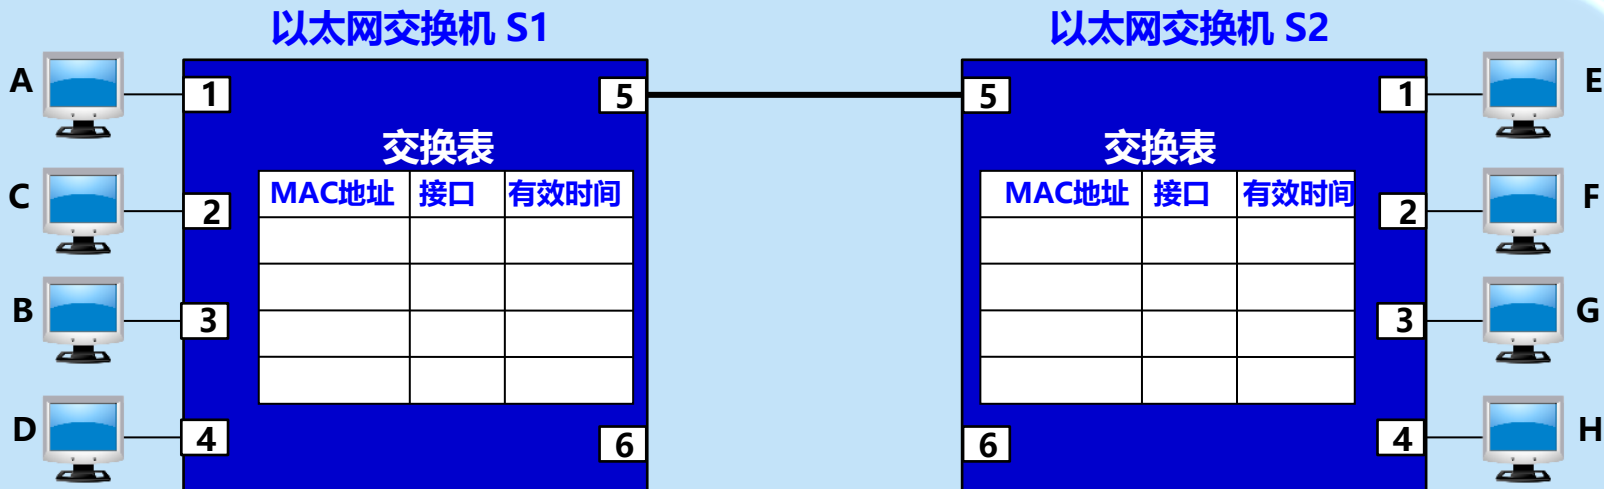 以太网交换机 S1
以太网交换机 S2
A
1
5
5
1
E
交换表
交换表
MAC地址 接口 有效时间
MAC地址 接口 有效时间
C
2
2
F
B
3
3
G
D
4
6
6
4
H